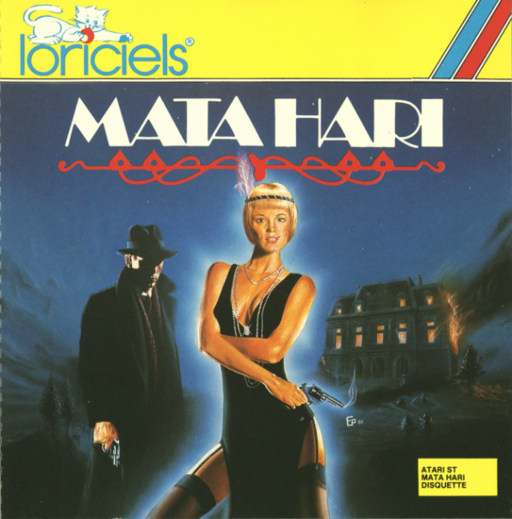 loriciels®
MATA HARI
ATARI ST
MATA HARI
DISQUETTE